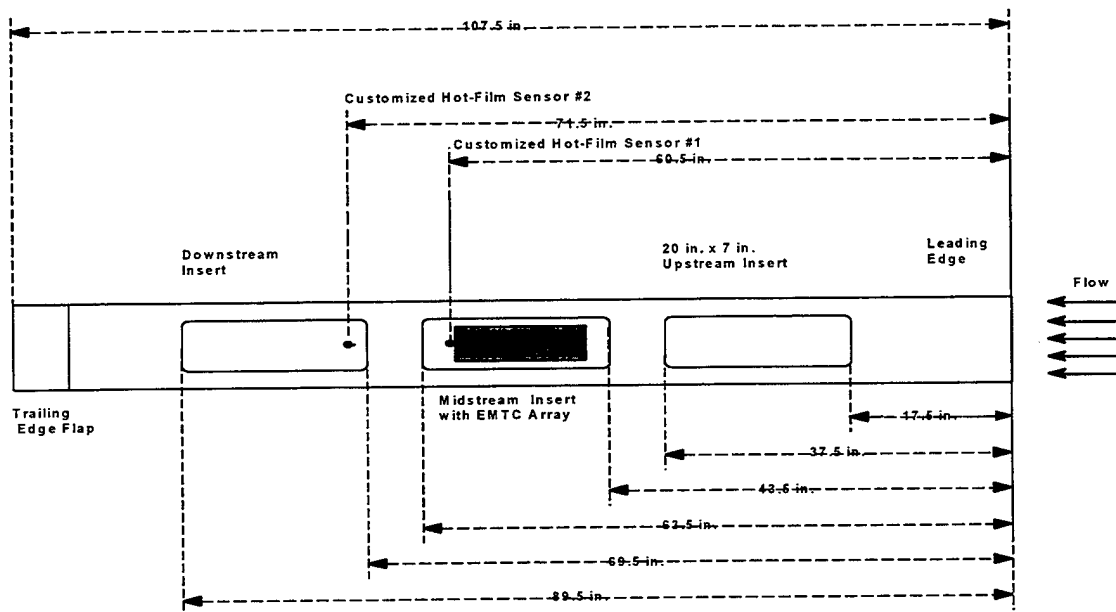 107.5 in.
Customized Hot-Film Sensor #2
71.5 in.
Customized Hot-Film Sensor #1
60.5 in.
Downstream
Insert
20 in. x 7 in.
Upstream Insert
Leading
Edge
Flow
Trailing
Edge Flap
Midstream Insert
with EMTC Array
17.5 in.
37.5 in.
43.5 in.
63.5 in.
69.5 in.
89.5 in.